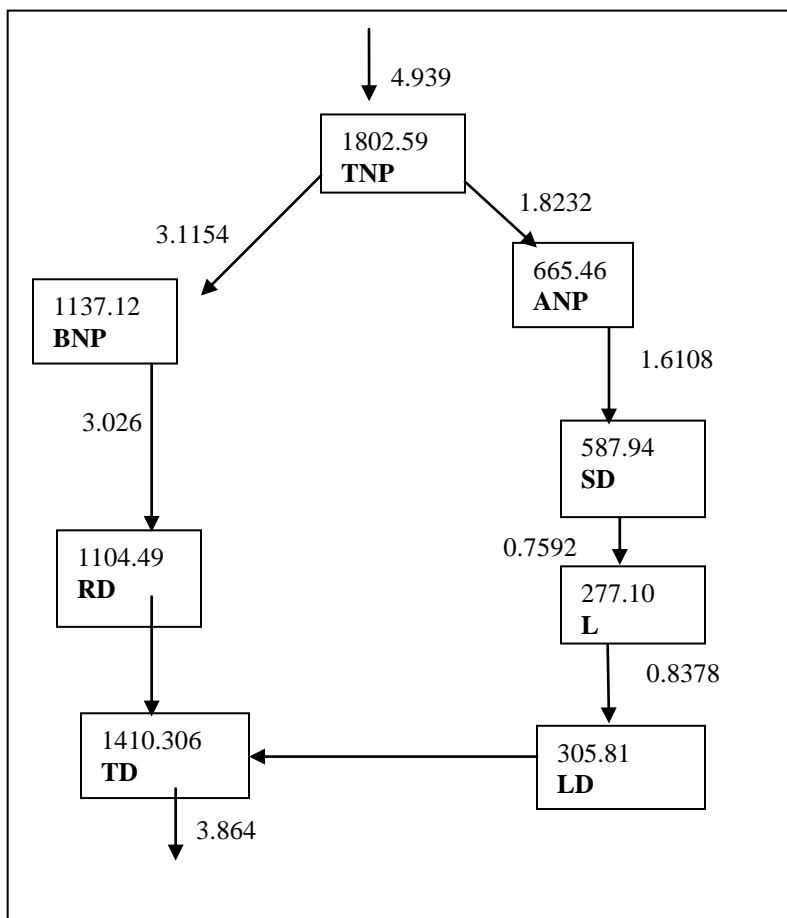 4.939
1802.59
TNP
1.8232
3.1154
665.46
ANP
1137.12
BNP
1.6108
3.026
587.94
SD
0.7592
1104.49
RD
277.10
L
0.8378
1410.306
TD
305.81
LD
3.864